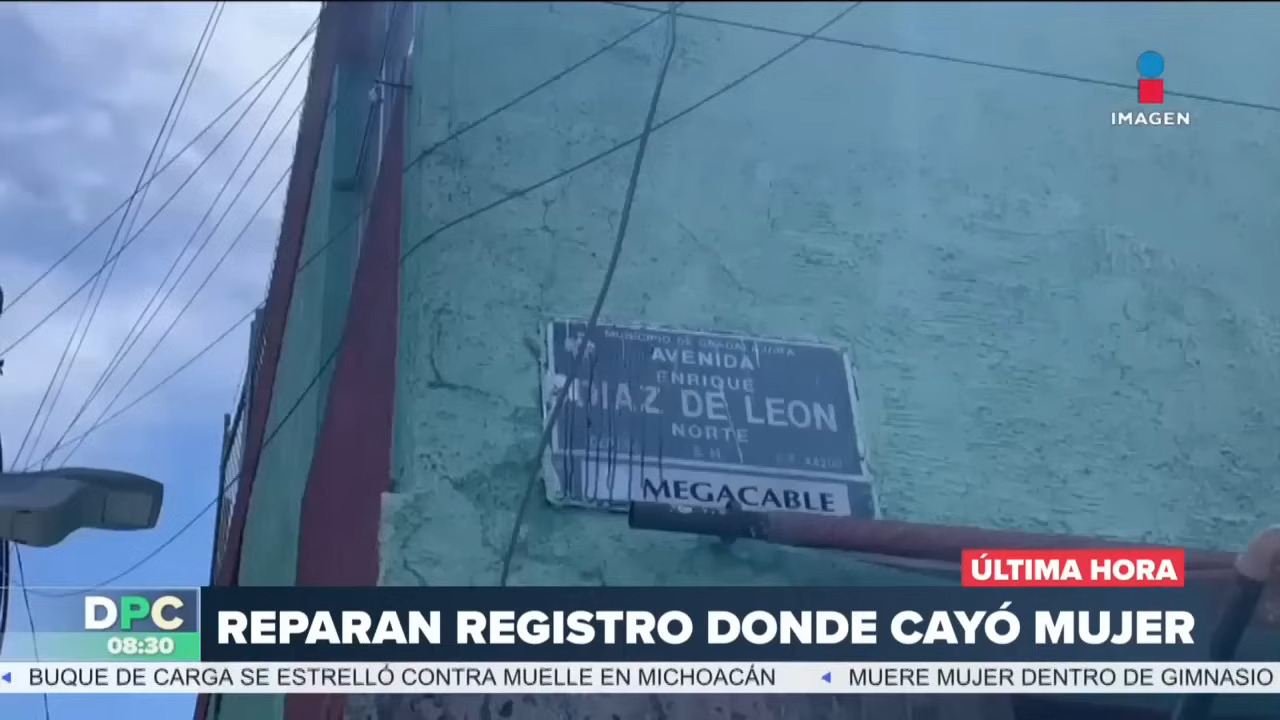 IMAGEN
MUNICIPIO DE GUADALAJARA
AVENIDA
ENRIQUE
DIAZ DE LEON
NORTE
S.H.
MEGACABLE
ÚLTIMA HORA
DPC
08:30
REPARAN REGISTRO DONDE CAYÓ MUJER
BUQUE DE CARGA SE ESTRELLÓ CONTRA MUELLE EN MICHOACÁN
MUERE MUJER DENTRO DE GIMNASIO